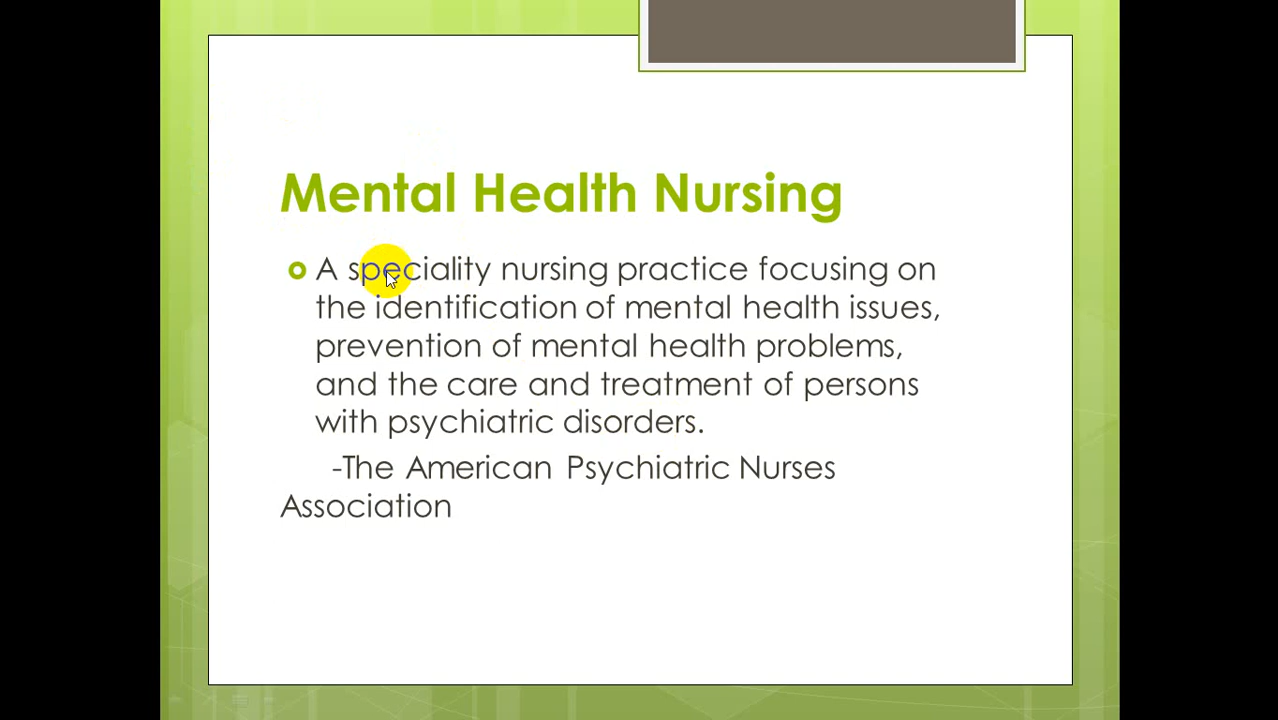 Mental Health Nursing
A speciality nursing practice focusing on
the identification of mental health issues,
prevention of mental health problems,
and the care and treatment of persons
with psychiatric disorders.
-The American Psychiatric Nurses
Association